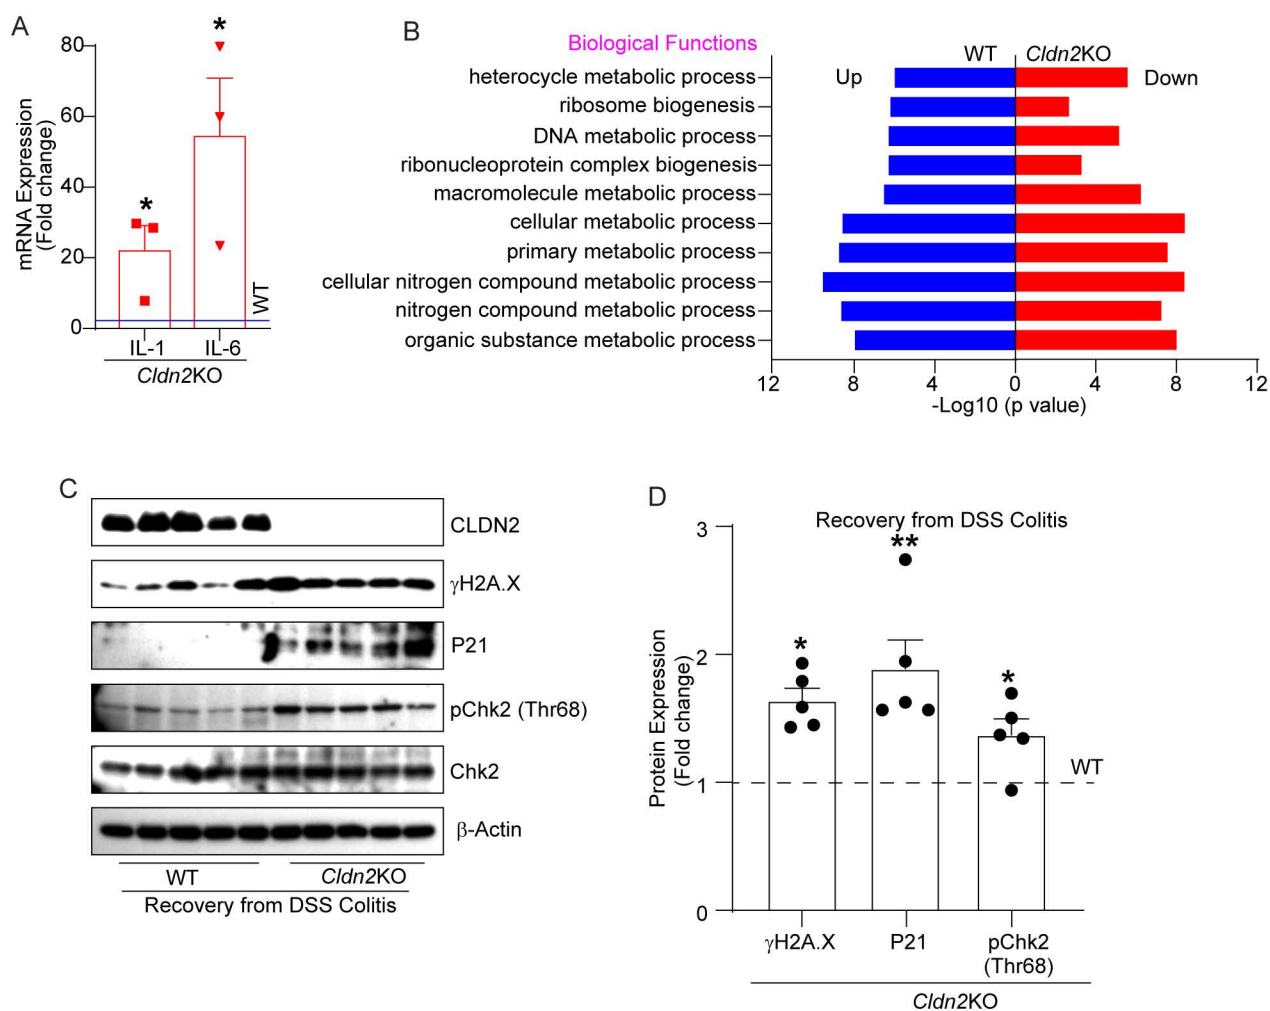 A
mRNA Expression
(Fold change)
80
60
40
20
0
*
*
WT
IL-1
IL-6
Cldn2KO
B
Biological Functions
WT
Cldn2KO
Up
Down
heterocycle metabolic process
ribosome biogenesis
DNA metabolic process
ribonucleoprotein complex biogenesis
macromolecule metabolic process
cellular metabolic process
primary metabolic process
cellular nitrogen compound metabolic process
nitrogen compound metabolic process
organic substance metabolic process
12 8 4 0 4 8 12
-Log10 (p value)
C
CLDN2
γH2A.X
P21
pChk2 (Thr68)
Chk2
β-Actin
WT
Cldn2KO
Recovery from DSS Colitis
D
Recovery from DSS Colitis
Protein Expression
(Fold change)
3
2
1
0
*
**
*
WT
γH2A.X
P21
pChk2
(Thr68)
Cldn2KO